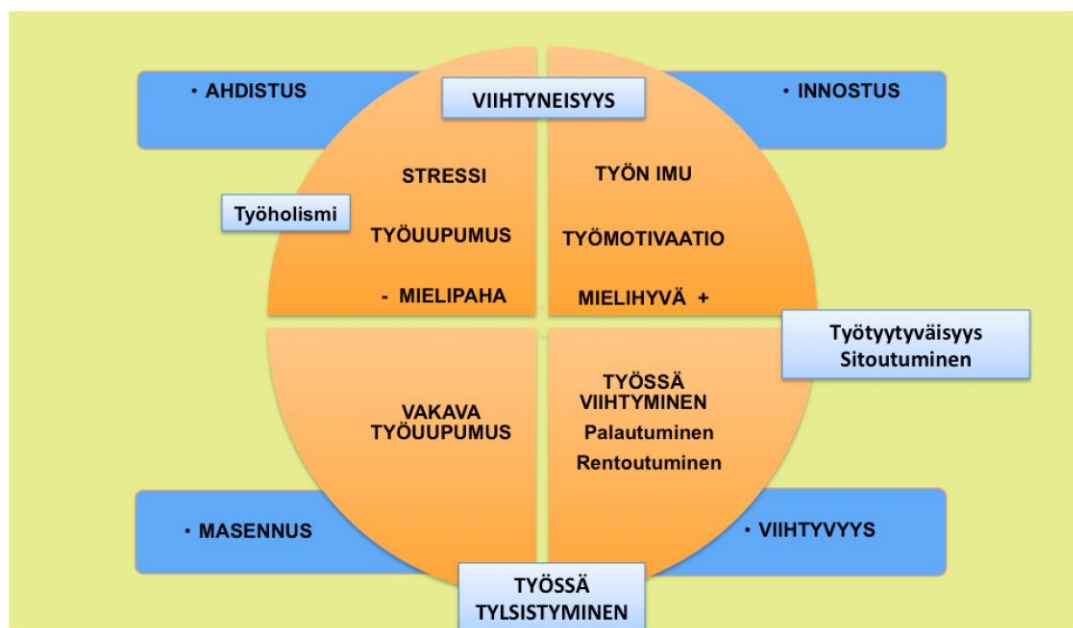 • AHDISTUS
VIIHTYNEISYYS
• INNOSTUS
STRESSI
TYÖN IMU
Työholismi
TYÖUUPUMUS
TYÖMOTIVAATIO
- MIELIPAHA
MIELIHYVÄ +
Työtyytyväisyys
Sitoutuminen
VAKAVA
TYÖUUPUMUS
TYÖSSÄ
VIIHTYMINEN
Palautuminen
Rentoutuminen
• MASENNUS
• VIIHTYVYYS
TYÖSSÄ
TYLSISTYMINEN